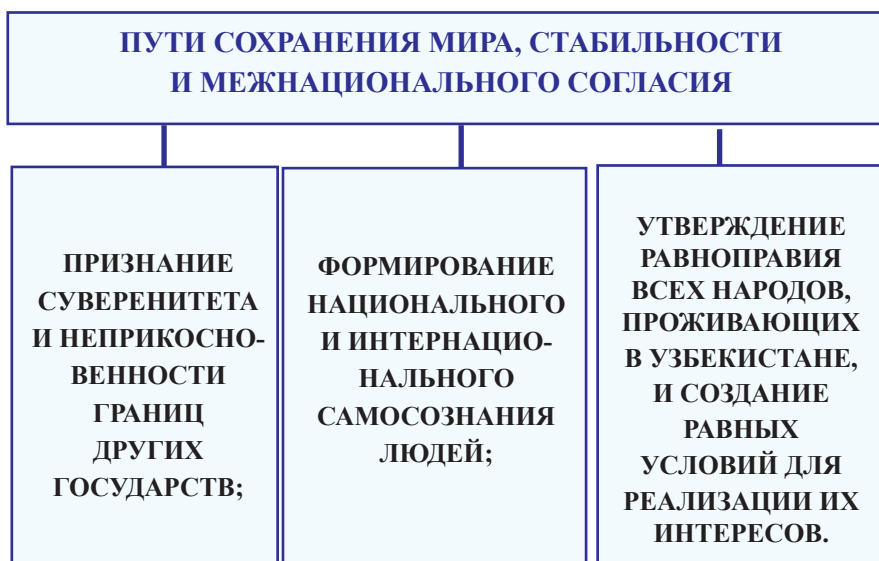 ПУТИ СОХРАНЕНИЯ МИРА, СТАБИЛЬНОСТИ
И МЕЖНАЦИОНАЛЬНОГО СОГЛАСИЯ
ПРИЗНАНИЕ
СУВЕРЕНИТЕТА
И НЕПРИКОСНО-
ВЕННОСТИ
ГРАНИЦ
ДРУГИХ
ГОСУДАРСТВ;
ФОРМИРОВАНИЕ
НАЦИОНАЛЬНОГО
И ИНТЕРНАЦИО-
НАЛЬНОГО
САМОСОЗНАНИЯ
ЛЮДЕЙ;
УТВЕРЖДЕНИЕ
РАВНОПРАВИЯ
ВСЕХ НАРОДОВ,
ПРОЖИВАЮЩИХ
В УЗБЕКИСТАНЕ,
И СОЗДАНИЕ
РАВНЫХ
УСЛОВИЙ ДЛЯ
РЕАЛИЗАЦИИ ИХ
ИНТЕРЕСОВ.